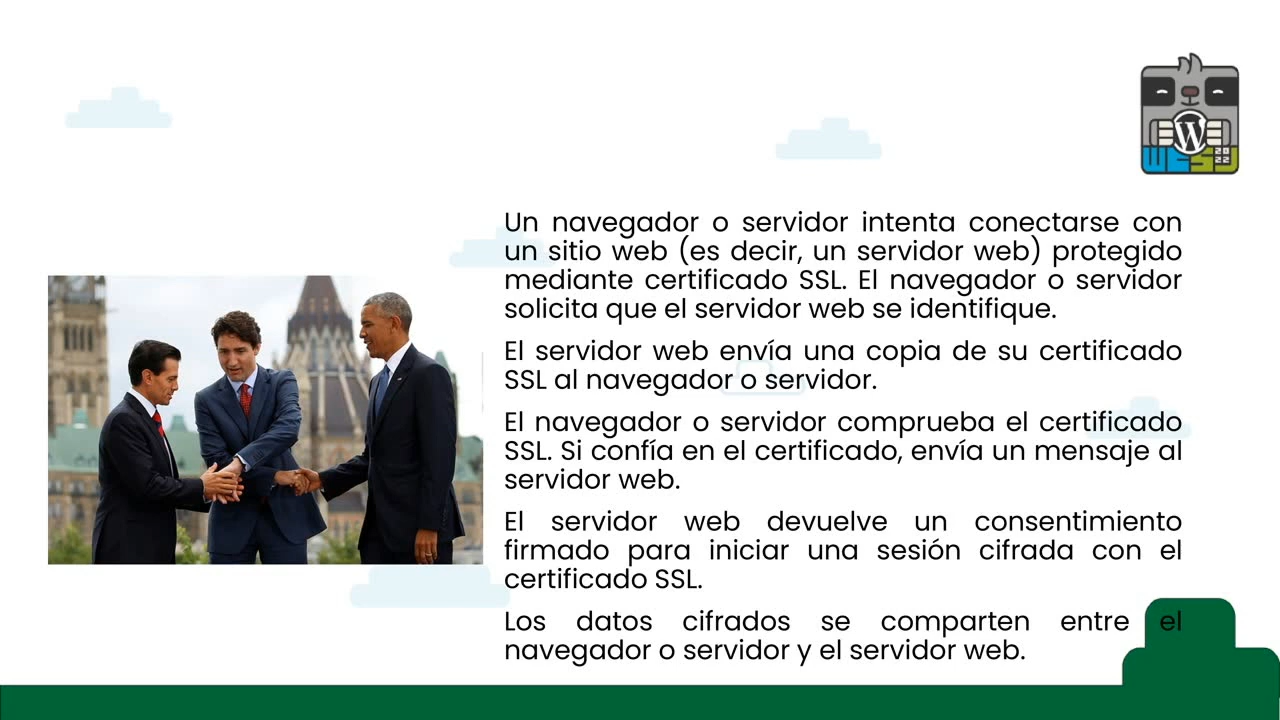 W
WCSJ
2022
Un navegador o servidor intenta conectarse con
un sitio web (es decir, un servidor web) protegido
mediante certificado SSL. El navegador o servidor
solicita que el servidor web se identifique.
El servidor web envía una copia de su certificado
SSL al navegador o servidor.
El navegador o servidor comprueba el certificado
SSL. Si confía en el certificado, envía un mensaje al
servidor web.
El servidor web devuelve un consentimiento
firmado para iniciar una sesión cifrada con el
certificado SSL.
Los datos cifrados se comparten entre el
navegador o servidor y el servidor web.